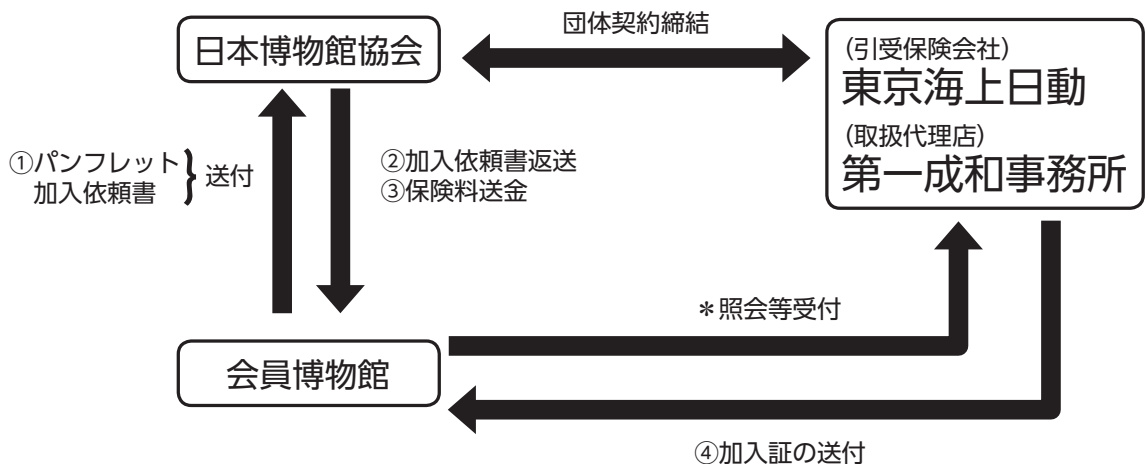 団体契約締結
日本博物館協会
(引受保険会社)
東京海上日動
(取扱代理店)
第一成和事務所
①パンフレット
加入依頼書
} 送付
②加入依頼書返送
③保険料送金
*照会等受付
会員博物館
④加入証の送付